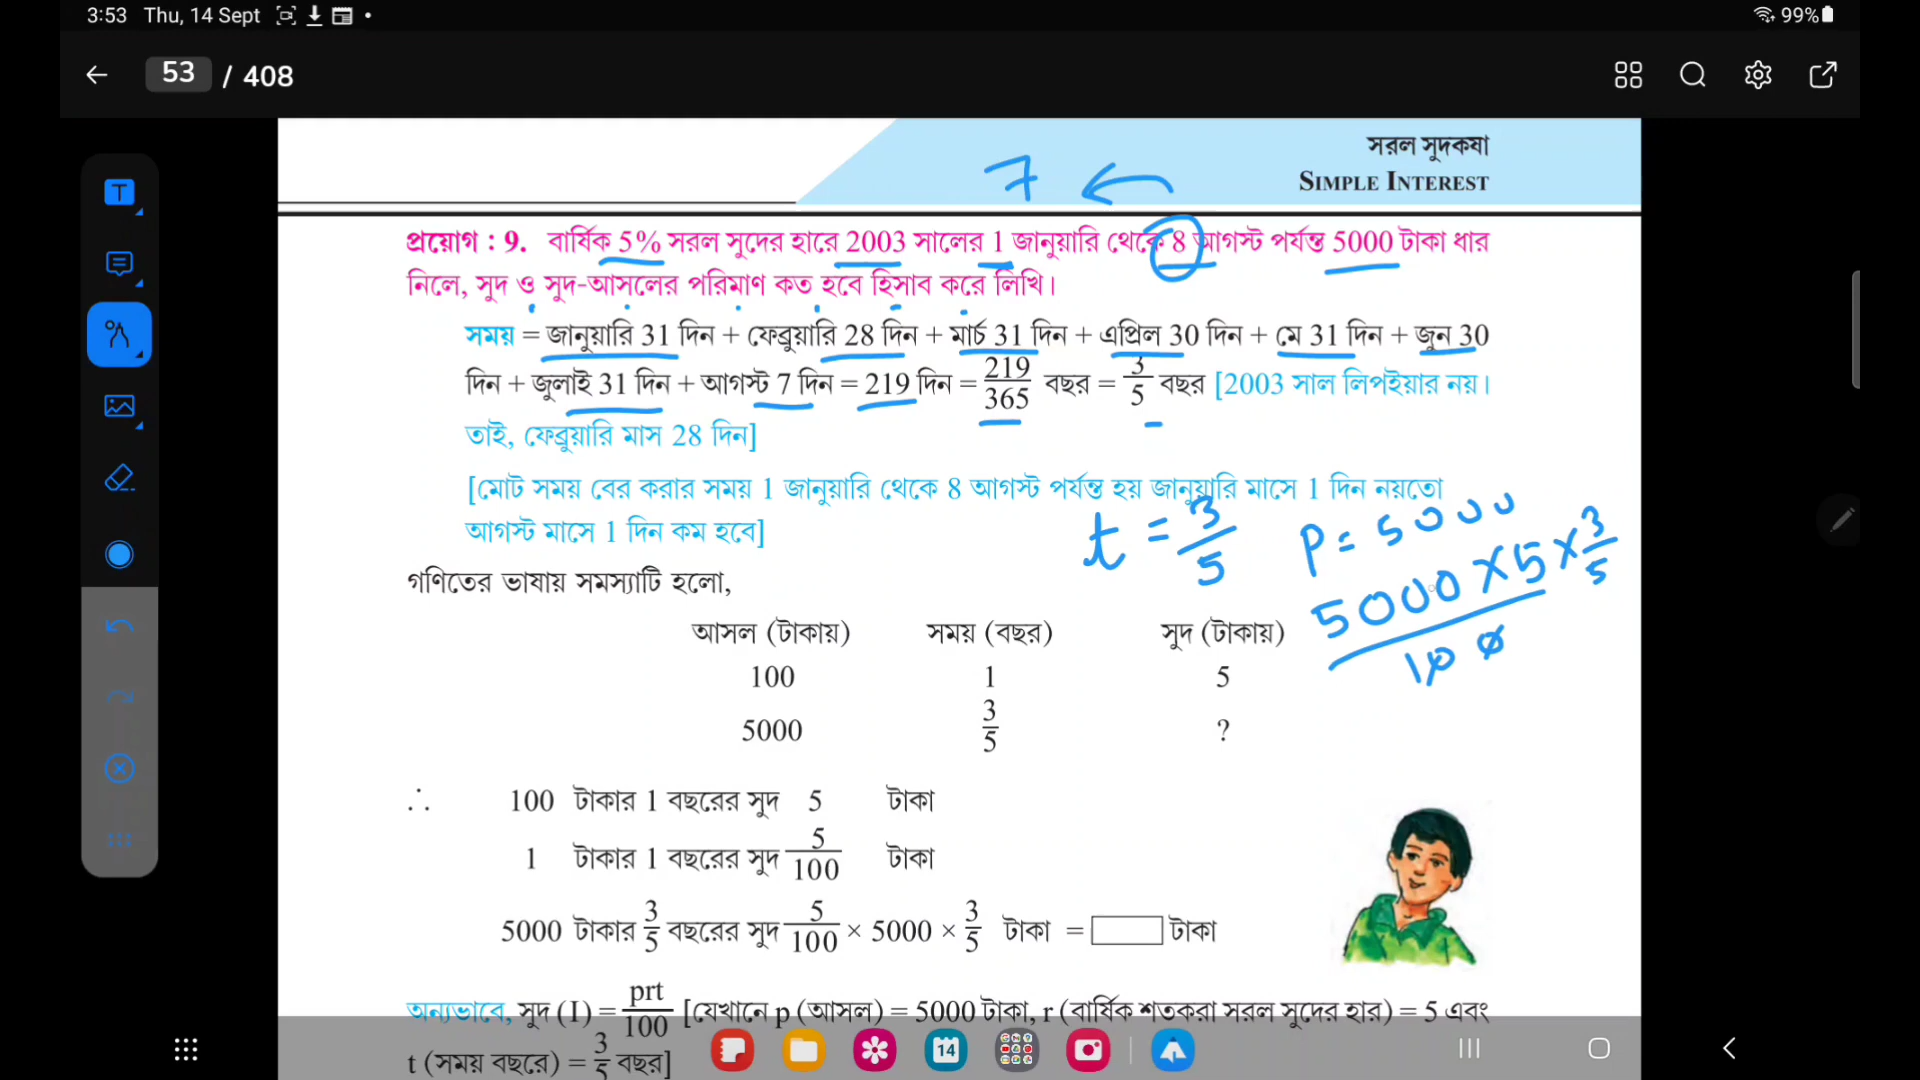 3:53 Thu, 14 Sept 99%
53 / 408
সরল সুদকষা
SIMPLE INTEREST
7
প্রয়োগ : 9. বার্ষিক 5% সরল সুদের হারে 2003 সালের 1 জানুয়ারি থেকে 8 আগস্ট পর্যন্ত 5000 টাকা ধার
নিলে, সুদ ও সুদ-আসলের পরিমাণ কত হবে হিসাব করে লিখি।
সময় = জানুয়ারি 31 দিন + ফেব্রুয়ারি 28 দিন + মার্চ 31 দিন + এপ্রিল 30 দিন + মে 31 দিন + জুন 30
দিন + জুলাই 31 দিন + আগস্ট 7 দিন = 219 দিন = 219/365 বছর = 3/5 বছর [2003 সাল লিপইয়ার নয়।
তাই, ফেব্রুয়ারি মাস 28 দিন]
[মোট সময় বের করার সময় 1 জানুয়ারি থেকে 8 আগস্ট পর্যন্ত হয় জানুয়ারি মাসে 1 দিন নয়তো
আগস্ট মাসে 1 দিন কম হবে]
t = 3/5 p = 5000
5000 × 5 × 3/5
100
গণিতের ভাষায় সমস্যাটি হলো,
আসল (টাকায়) সময় (বছর) সুদ (টাকায়)
100 1 5
5000 3/5 ?
∴ 100 টাকার 1 বছরের সুদ 5 টাকা
1 টাকার 1 বছরের সুদ 5/100 টাকা
5000 টাকার 3/5 বছরের সুদ 5/100 × 5000 × 3/5 টাকা = টাকা
অন্যভাবে, সুদ (I) = prt/100 [যেখানে p (আসল) = 5000 টাকা, r (বার্ষিক শতকরা সরল সুদের হার) = 5 এবং
t (সময় বছরে) = 3/5 বছর]
14